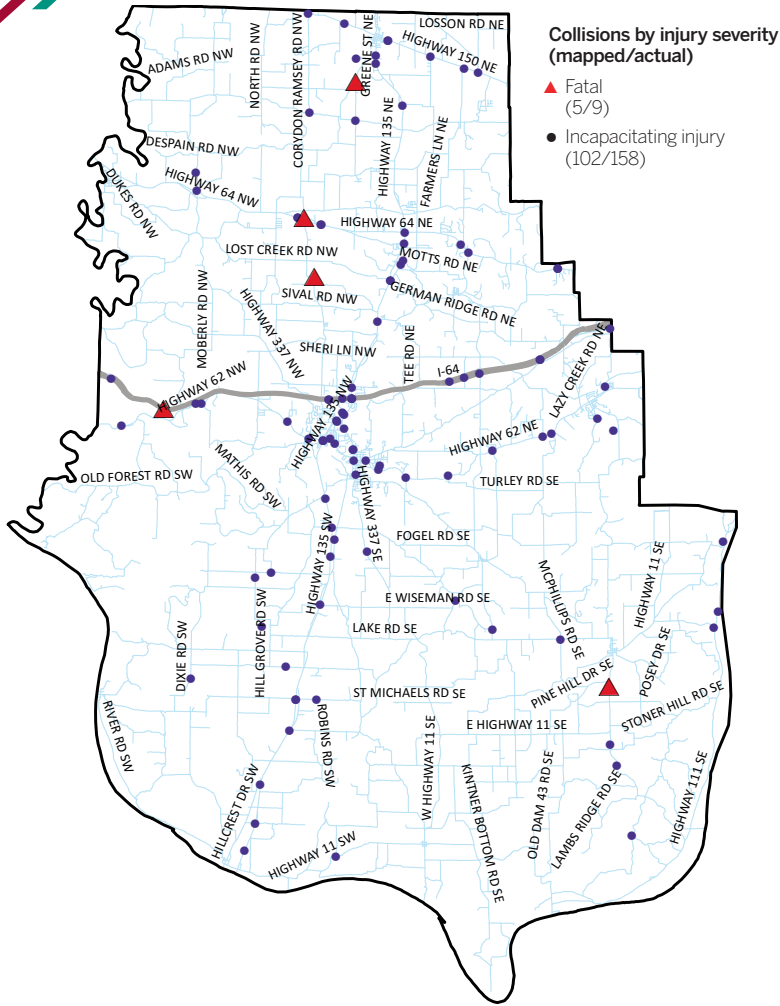 LOSSON RD NE
HIGHWAY 150 NE
GREENE ST NE
CORYDON RAMSEY RD NW
NORTH RD NW
ADAMS RD NW
Collisions by injury severity
(mapped/actual)
Fatal
(5/9)
Incapacitating injury
(102/158)
HIGHWAY 135 NE
FARMERS LN NE
DESPAIN RD NW
HIGHWAY 64 NW
DUKES RD NW
HIGHWAY 64 NE
LOST CREEK RD NW
MOTTS RD NE
SIVAL RD NW
GERMAN RIDGE RD NE
MOBERLY RD NW
HIGHWAY 337 NW
SHERI LN NW
TEE RD NE
LAZY CREEK RD NE
I-64
HIGHWAY 62 NW
HIGHWAY 135 NW
HIGHWAY 62 NE
MATHIS RD SW
OLD FOREST RD SW
TURLEY RD SE
HIGHWAY 337 SE
HIGHWAY 135 SW
FOGEL RD SE
HIGHWAY 11 SE
MCPHILLIPS RD SE
E WISEMAN RD SE
HILL GROVE RD SW
LAKE RD SE
DIXIE RD SW
POSEY DR SE
PINE HILL DR SE
ST MICHAELS RD SE
STONER HILL RD SE
RIVER RD SW
ROBINS RD SW
W HIGHWAY 11 SE
E HIGHWAY 11 SE
HILLCREST DR SW
KINTNER BOTTOM RD SE
OLD DAM 43 RD SE
LAMBS RIDGE RD SE
HIGHWAY 111 SE
HIGHWAY 11 SW